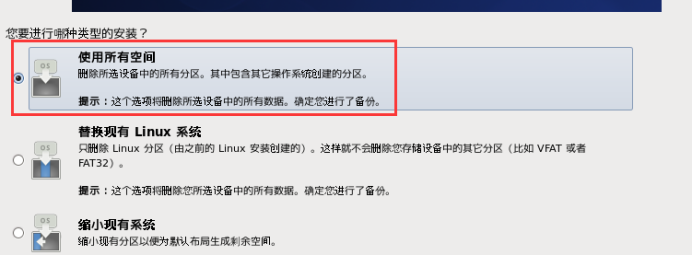 您要进行哪种类型的安装？
OS
使用所有空间
删除所选设备中的所有分区。其中包含其它操作系统创建的分区。
提示：这个选项将删除所选设备中的所有数据。确定您进行了备份。
OS
替换现有 Linux 系统
只删除 Linux 分区（由之前的 Linux 安装创建的）。这样就不会删除您存储设备中的其它分区（比如 VFAT 或者
FAT32）。
提示：这个选项将删除您所选设备中的所有数据。确定您进行了备份。
OS
缩小现有系统
缩小现有分区以便为默认布局生成剩余空间。